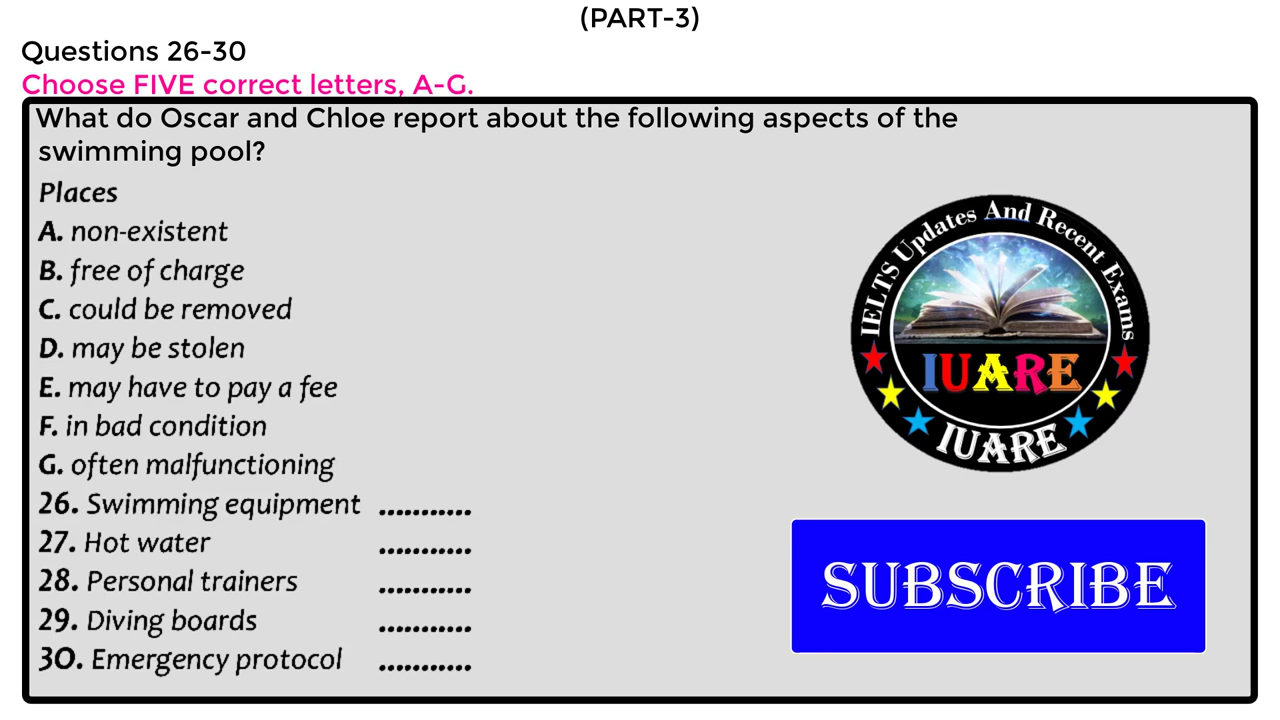 (PART-3)
Questions 26-30
Choose FIVE correct letters, A-G.
What do Oscar and Chloe report about the following aspects of the
swimming pool?
Places
A. non-existent
B. free of charge
C. could be removed
D. may be stolen
E. may have to pay a fee
F. in bad condition
G. often malfunctioning
26. Swimming equipment ...........
27. Hot water ...........
28. Personal trainers ...........
29. Diving boards ...........
30. Emergency protocol ...........
IELTS Updates And Recent Exams
IUARE
IUARE
SUBSCRIBE